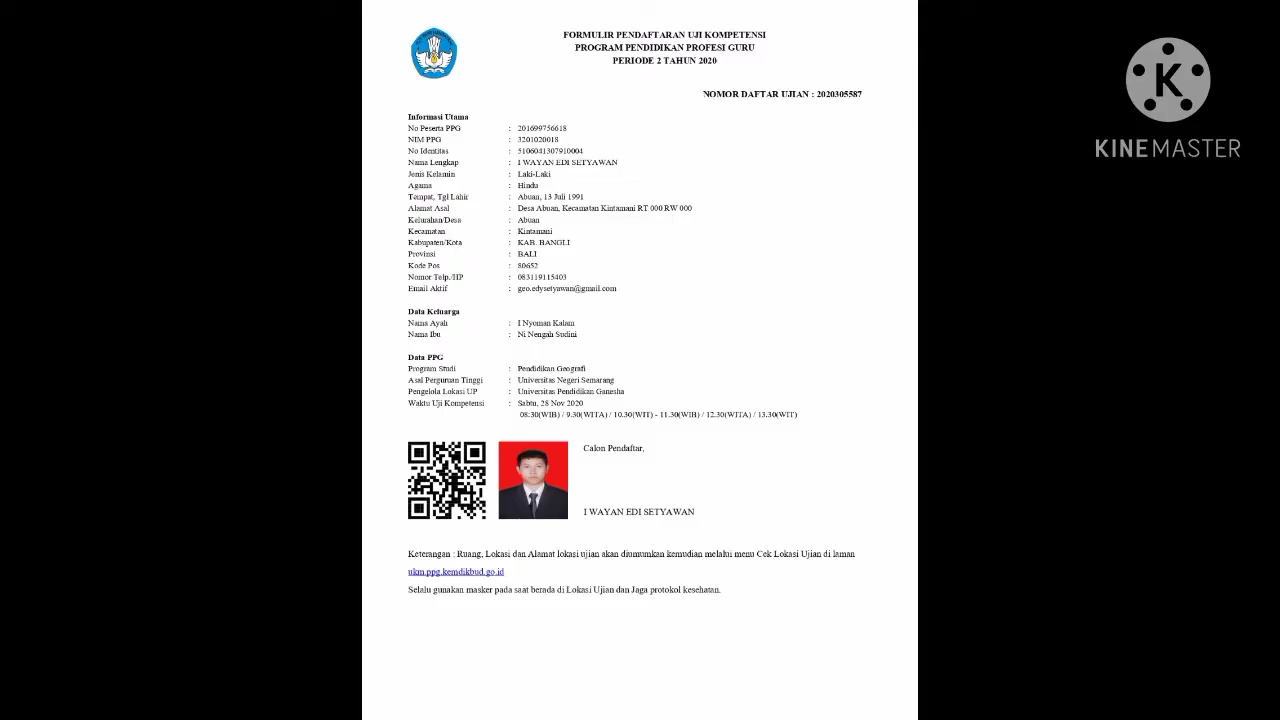 FORMULIR PENDAFTARAN UJI KOMPETENSI
PROGRAM PENDIDIKAN PROFESI GURU
PERIODE 2 TAHUN 2020
NOMOR DAFTAR UJIAN : 2020305587
Informasi Utama
No Peserta PPG : 201699756618
NIM PPG : 3201020018
No Identitas : 5106041307910004
Nama Lengkap : I WAYAN EDI SETYAWAN
Jenis Kelamin : Laki-Laki
Agama : Hindu
Tempat, Tgl Lahir : Abuan, 13 Juli 1991
Alamat Asal : Desa Abuan, Kecamatan Kintamani RT 000 RW 000
Kelurahan/Desa : Abuan
Kecamatan : Kintamani
Kabupaten/Kota : KAB. BANGLI
Provinsi : BALI
Kode Pos : 80652
Nomor Telp./HP : 083119115403
Email Aktif : geo.edysetyawan@gmail.com
Data Keluarga
Nama Ayah : I Nyoman Kalam
Nama Ibu : Ni Nengah Sudini
Data PPG
Program Studi : Pendidikan Geografi
Asal Perguruan Tinggi : Universitas Negeri Semarang
Pengelola Lokasi UP : Universitas Pendidikan Ganesha
Waktu Uji Kompetensi : Sabtu, 28 Nov 2020
08:30(WIB) / 9.30(WITA) / 10.30(WIT) - 11.30(WIB) / 12.30(WITA) / 13.30(WIT)
Calon Pendaftar,
I WAYAN EDI SETYAWAN
Keterangan : Ruang, Lokasi dan Alamat lokasi ujian akan diumumkan kemudian melalui menu Cek Lokasi Ujian di laman
ukm.ppg.kemdikbud.go.id
Selalu gunakan masker pada saat berada di Lokasi Ujian dan Jaga protokol kesehatan.
K
KINEMASTER